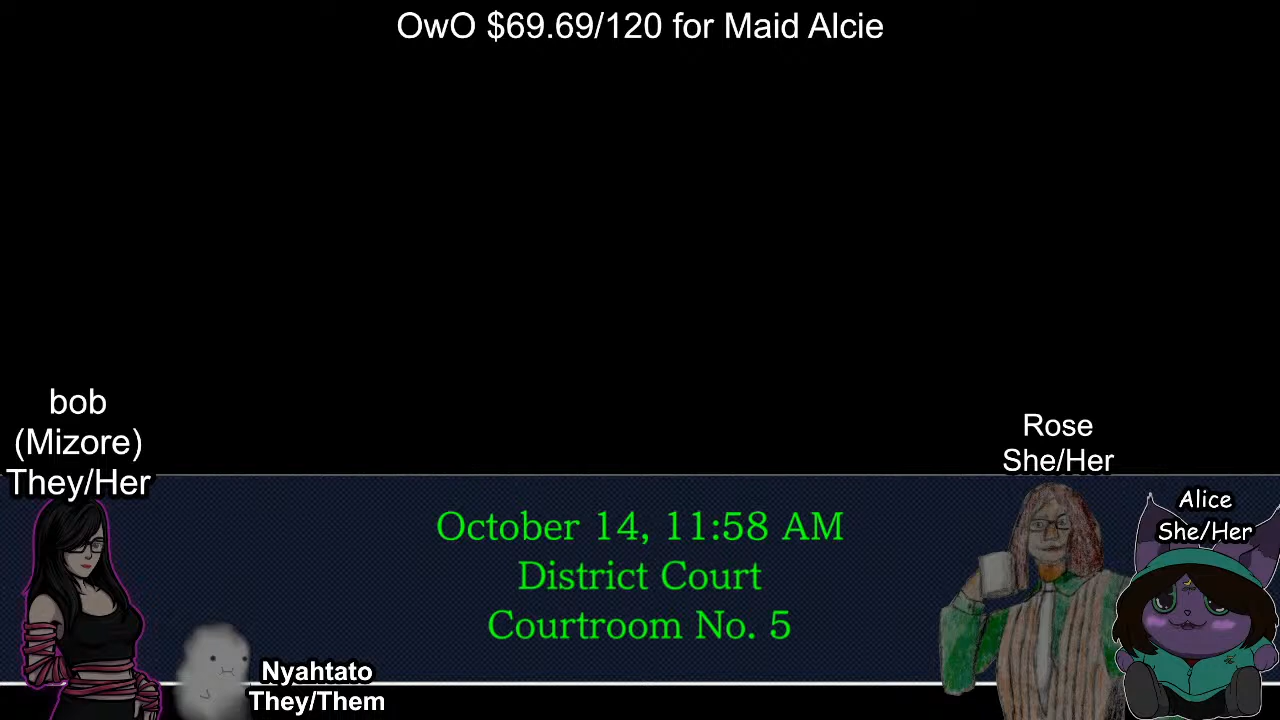 OwO $69.69/120 for Maid Alcie
bob
(Mizore)
They/Her
Rose
She/Her
Alice
She/Her
October 14, 11:58 AM
District Court
Courtroom No. 5
Nyahtato
They/Them